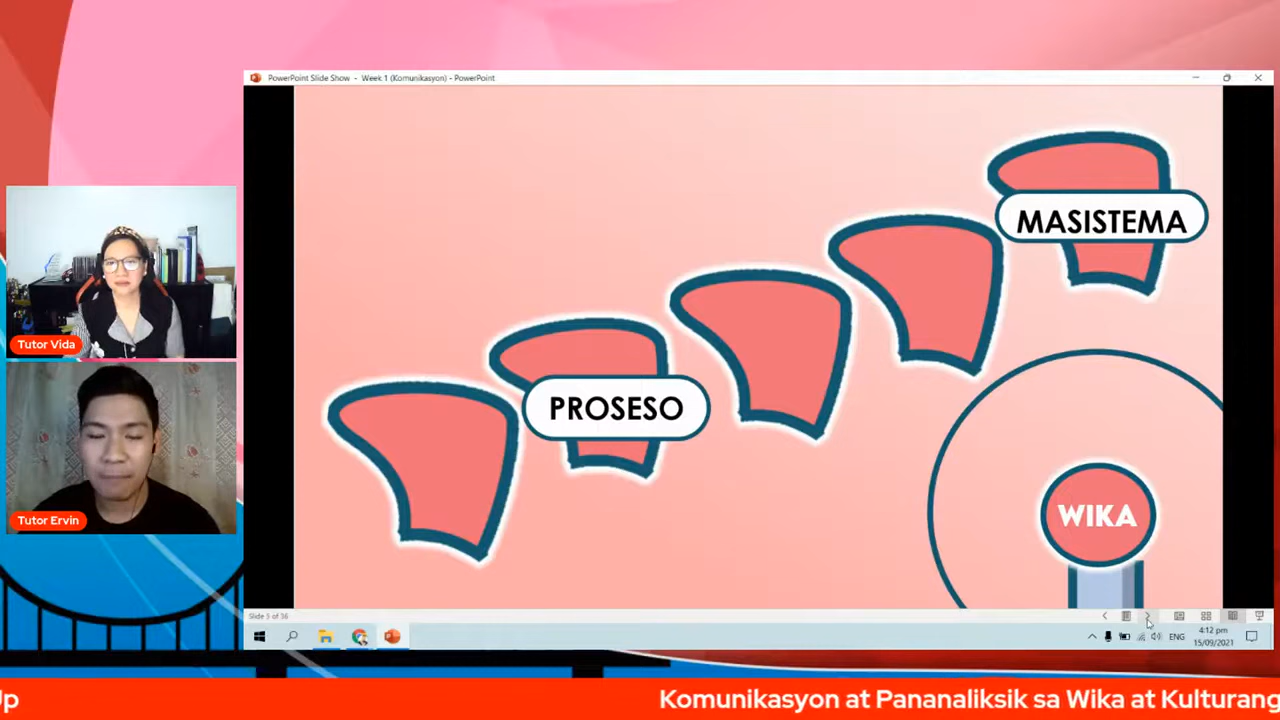 PowerPoint Slide Show - Week 1 (Komunikasyon) - PowerPoint
MASISTEMA
PROSESO
WIKA
Tutor Vida
Tutor Ervin
Slide 3 of 36
ENG
4:12 pm
15/09/2021
Up
Komunikasyon at Pananaliksik sa Wika at Kulturang